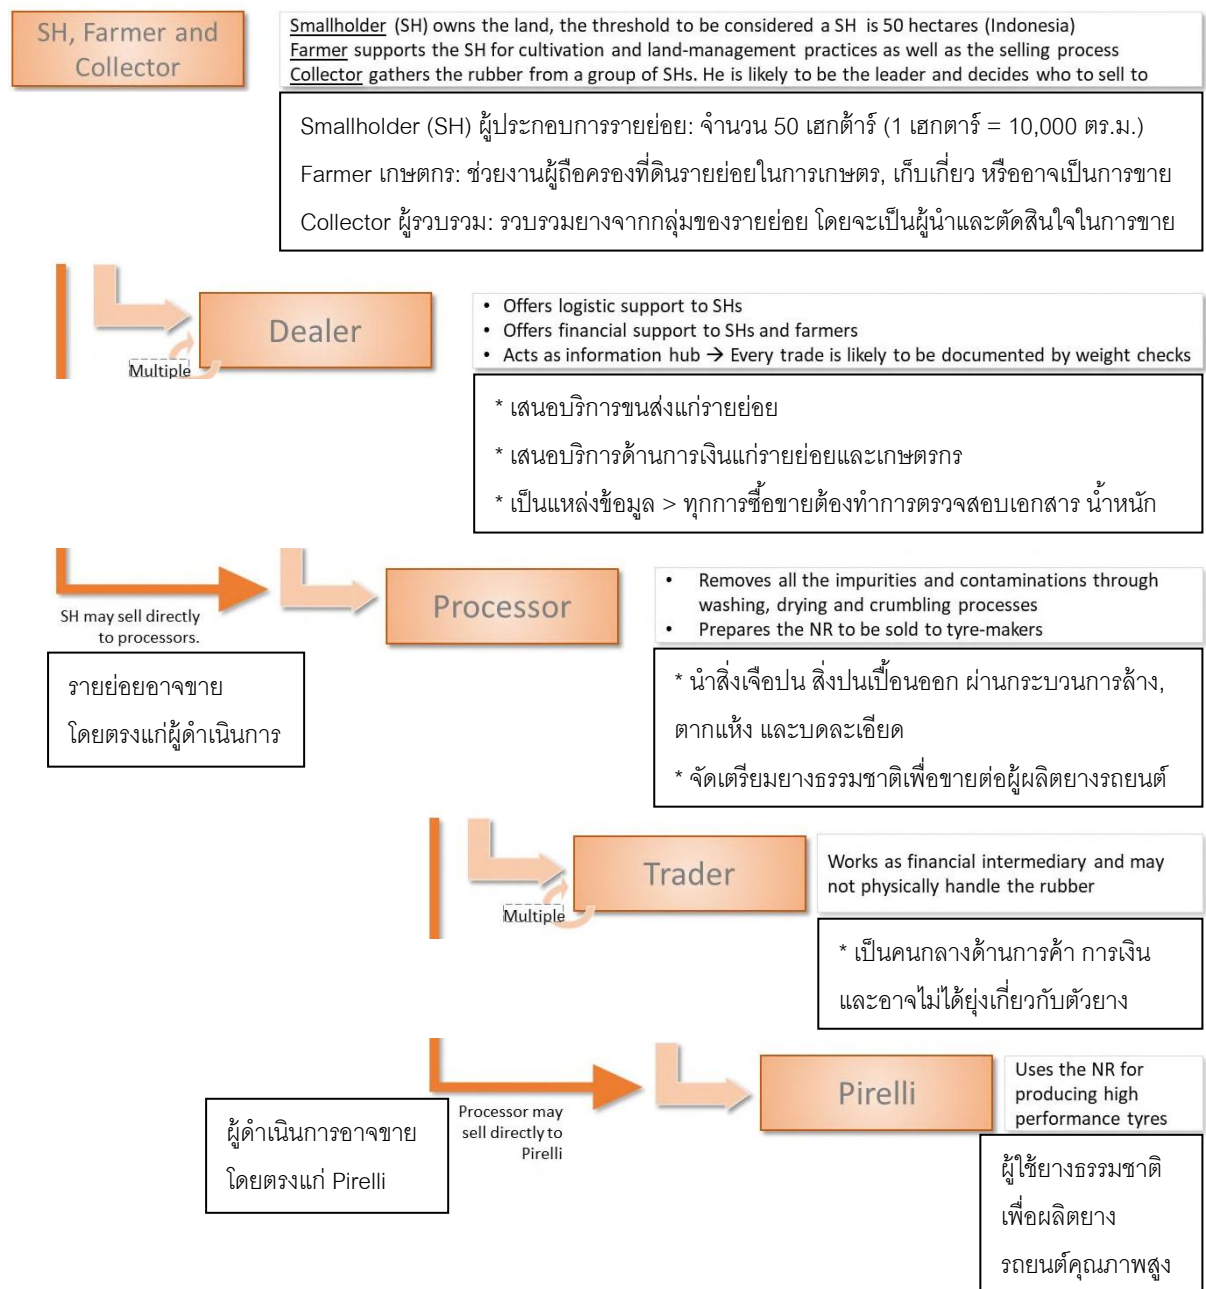 SH, Farmer and
Collector
Smallholder (SH) owns the land, the threshold to be considered a SH is 50 hectares (Indonesia)
Farmer supports the SH for cultivation and land-management practices as well as the selling process
Collector gathers the rubber from a group of SHs. He is likely to be the leader and decides who to sell to
Smallholder (SH) ผู้ประกอบการรายย่อย: จำนวน 50 เฮกต้าร์ (1 เฮกตาร์ = 10,000 ตร.ม.)
Farmer เกษตกร: ช่วยงานผู้ถือครองที่ดินรายย่อยในการเกษตร, เก็บเกี่ยว หรืออาจเป็นการขาย
Collector ผู้รวบรวม: รวบรวมยางจากกลุ่มของรายย่อย โดยจะเป็นผู้นำและตัดสินใจในการขาย
Dealer
Multiple
• Offers logistic support to SHs
• Offers financial support to SHs and farmers
• Acts as information hub → Every trade is likely to be documented by weight checks
* เสนอบริการขนส่งแก่รายย่อย
* เสนอบริการด้านการเงินแก่รายย่อยและเกษตรกร
* เป็นแหล่งข้อมูล > ทุกการซื้อขายต้องทำการตรวจสอบเอกสาร น้ำหนัก
SH may sell directly
to processors.
รายย่อยอาจขาย
โดยตรงแก่ผู้ดำเนินการ
Processor
• Removes all the impurities and contaminations through
washing, drying and crumbling processes
• Prepares the NR to be sold to tyre-makers
* นำสิ่งเจือปน สิ่งปนเปื้อนออก ผ่านกระบวนการล้าง,
ตากแห้ง และบดละเอียด
* จัดเตรียมยางธรรมชาติเพื่อขายต่อผู้ผลิตยางรถยนต์
Trader
Multiple
Works as financial intermediary and may
not physically handle the rubber
* เป็นคนกลางด้านการค้า การเงิน
และอาจไม่ได้ยุ่งเกี่ยวกับตัวยาง
Processor may
sell directly to
Pirelli
ผู้ดำเนินการอาจขาย
โดยตรงแก่ Pirelli
Pirelli
Uses the NR for
producing high
performance tyres
ผู้ใช้ยางธรรมชาติ
เพื่อผลิตยาง
รถยนต์คุณภาพสูง